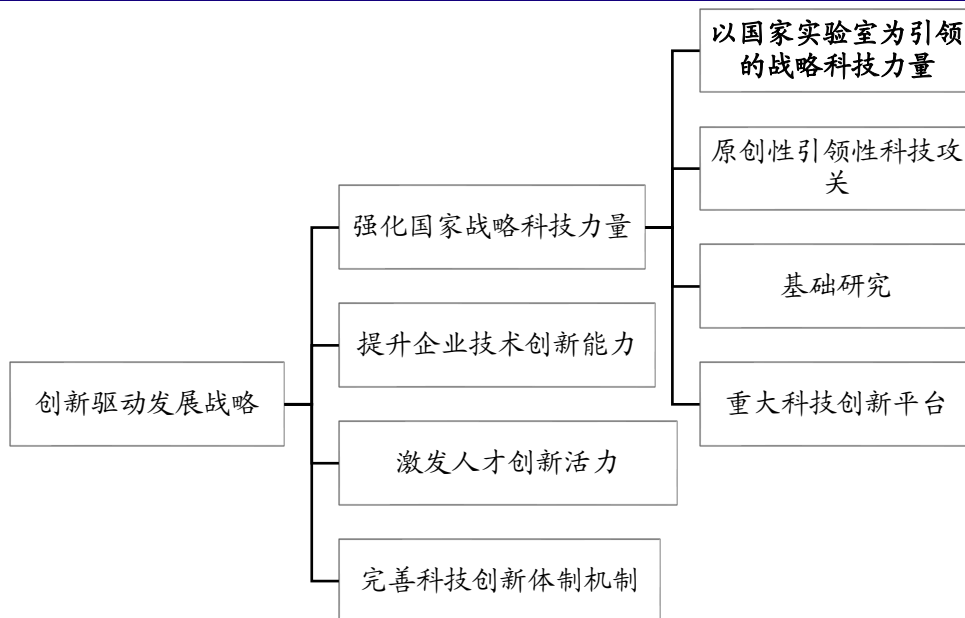 创新驱动发展战略
强化国家战略科技力量
提升企业技术创新能力
激发人才创新活力
完善科技创新体制机制
以国家实验室为引领
的战略科技力量
原创性引领性科技攻
关
基础研究
重大科技创新平台